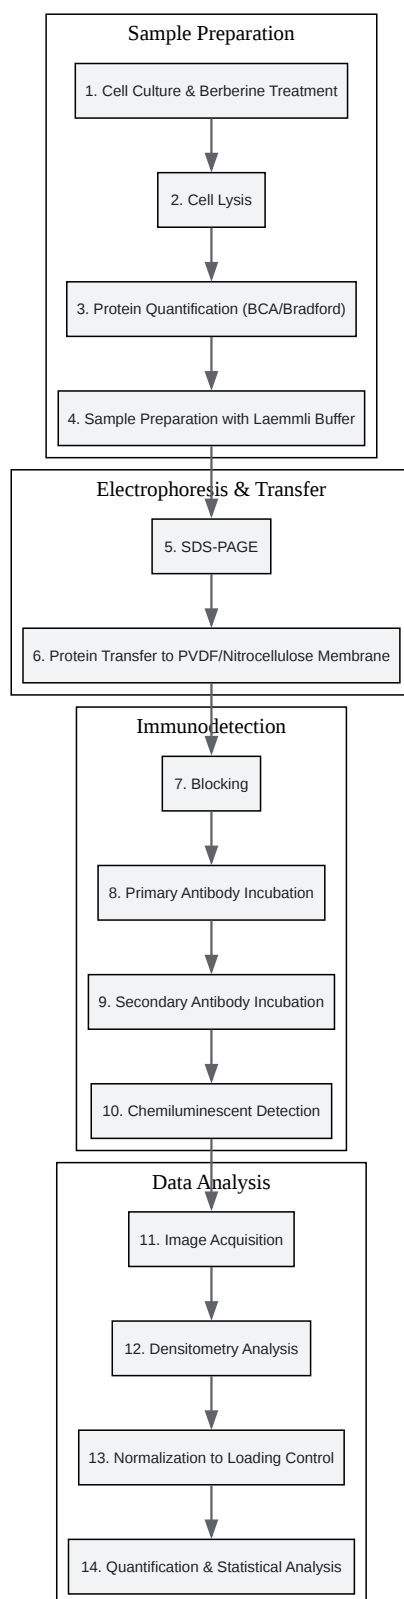 Sample Preparation
1. Cell Culture & Berberine Treatment
2. Cell Lysis
3. Protein Quantification (BCA/Bradford)
4. Sample Preparation with Laemmli Buffer
Electrophoresis & Transfer
5. SDS-PAGE
6. Protein Transfer to PVDF/Nitrocellulose Membrane
Immunodetection
7. Blocking
8. Primary Antibody Incubation
9. Secondary Antibody Incubation
10. Chemiluminescent Detection
Data Analysis
11. Image Acquisition
12. Densitometry Analysis
13. Normalization to Loading Control
14. Quantification & Statistical Analysis